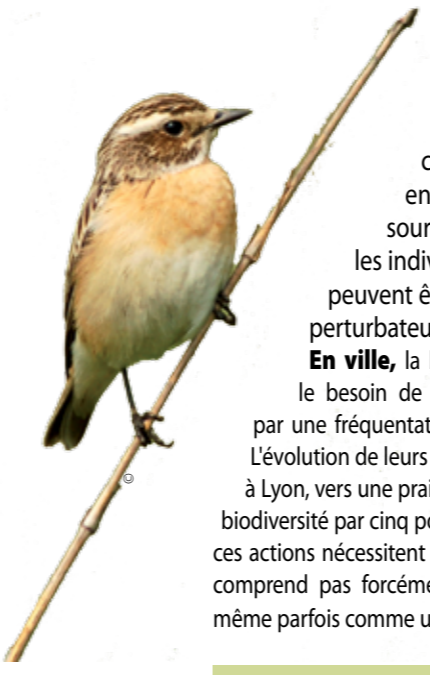 en
sour
les indiv
peuvent ê
perturbateu
En ville, la
le besoin de
par une fréquentat
L'évolution de leurs
à Lyon, vers une prai
biodiversité par cinq po
ces actions nécessitent
comprend pas forcéme
même parfois comme u
©